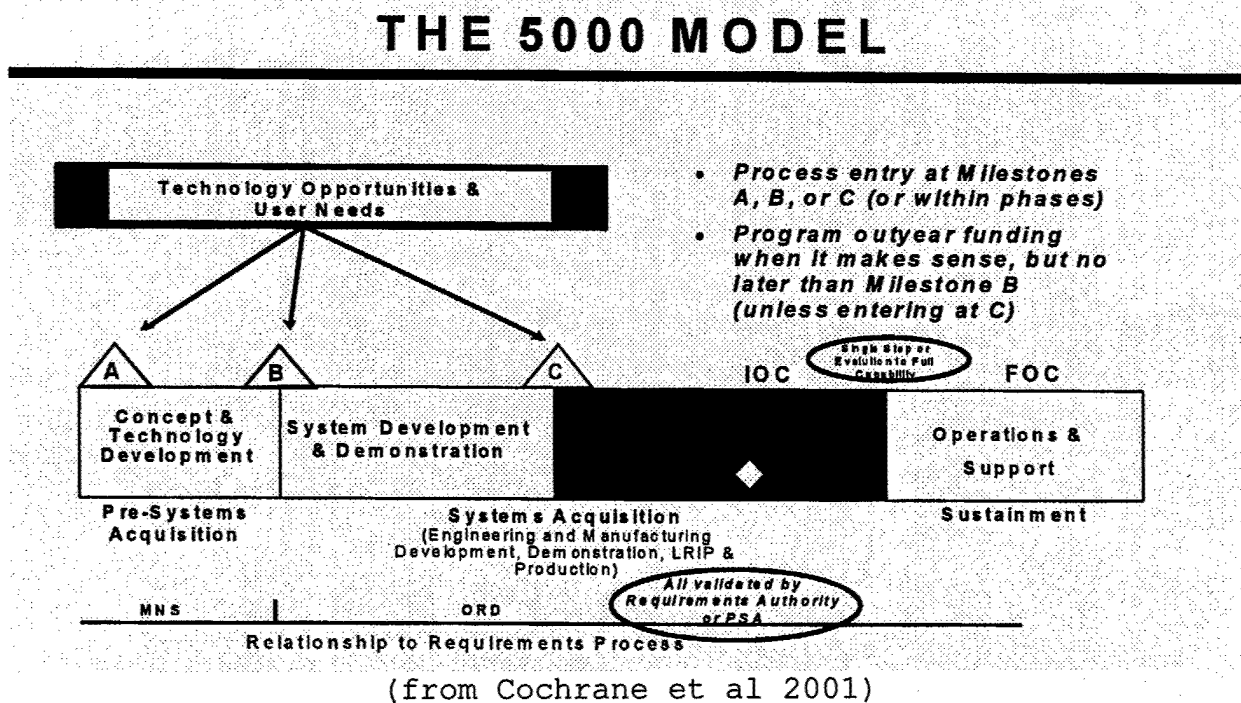 THE 5000 MODEL
Technology Opportunities &
User Needs
• Process entry at Milestones
A, B, or C (or within phases)
• Program outyear funding
when it makes sense, but no
later than Milestone B
(unless entering at C)
A
B
C
IOC
Single Step or
Evolution to Full
Capability
FOC
Concept &
Technology
Development
System Development
& Demonstration
Operations &
Support
Pre-Systems
Acquisition
Systems Acquisition
(Engineering and Manufacturing
Development, Demonstration, LRIP &
Production)
Sustainment
MNS
ORD
All validated by
Requirements Authority
or PSA
Relationship to Requirements Process
(from Cochrane et al 2001)